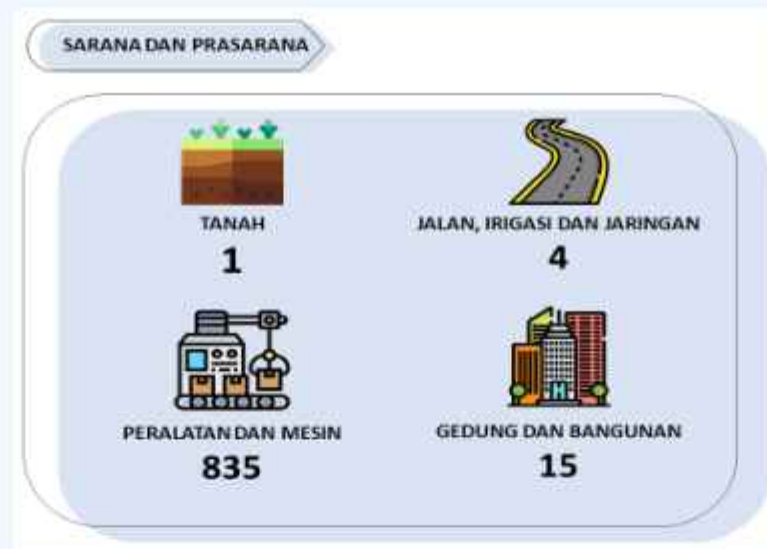 SARANA DAN PRASARANA
TANAH
1
JALAN, IRIGASI DAN JARINGAN
4
PERALATAN DAN MESIN
835
GEDUNG DAN BANGUNAN
15